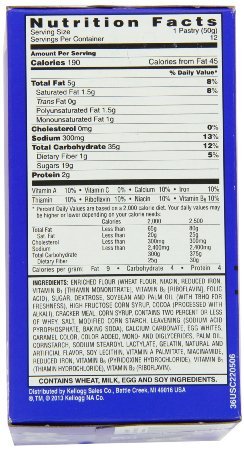 Nutrition Facts
Serving Size 1 Pastry (50g)
Servings Per Container 12
Amount Per Serving
Calories 190 Calories from Fat 45
% Daily Value*
Total Fat 5g 8%
Saturated Fat 1.5g 8%
Trans Fat 0g
Polyunsaturated Fat 1.5g
Monounsaturated Fat 1g
Cholesterol 0mg 0%
Sodium 300mg 13%
Total Carbohydrate 35g 12%
Dietary Fiber 1g 5%
Sugars 19g
Protein 2g
Vitamin A 10% • Vitamin C 0% • Calcium 10% • Iron 10%
Thiamin 10% • Riboflavin 10% • Niacin 10% • Vitamin B6 10%
* Percent Daily Values are based on a 2,000 calorie diet. Your daily values may
be higher or lower depending on your calorie needs:
Calories 2,000 2,500
Total Fat Less than 65g 80g
Sat. Fat Less than 20g 25g
Cholesterol Less than 300mg 300mg
Sodium Less than 2,400mg 2,400mg
Total Carbohydrate 300g 375g
Dietary Fiber 25g 30g
Calories per gram: Fat 9 • Carbohydrate 4 • Protein 4
INGREDIENTS: ENRICHED FLOUR (WHEAT FLOUR, NIACIN, REDUCED IRON,
VITAMIN B1 [THIAMIN MONONITRATE], VITAMIN B2 [RIBOFLAVIN], FOLIC
ACID), SUGAR, DEXTROSE, SOYBEAN AND PALM OIL (WITH TBHQ FOR
FRESHNESS), HIGH FRUCTOSE CORN SYRUP, COCOA (PROCESSED WITH
ALKALI), CRACKER MEAL, CORN SYRUP, CONTAINS TWO PERCENT OR LESS
OF WHEY, SALT, MODIFIED CORN STARCH, LEAVENING (SODIUM ACID
PYROPHOSPHATE, BAKING SODA), CALCIUM CARBONATE, EGG WHITES,
CARAMEL COLOR, COLOR ADDED, MONO- AND DIGLYCERIDES, PALM OIL,
CORNSTARCH, SODIUM STEAROYL LACTYLATE, GELATIN, NATURAL AND
ARTIFICIAL FLAVOR, SOY LECITHIN, VITAMIN A PALMITATE, NIACINAMIDE,
REDUCED IRON, VITAMIN B6 (PYRIDOXINE HYDROCHLORIDE), VITAMIN B1
(THIAMIN HYDROCHLORIDE), VITAMIN B2 (RIBOFLAVIN).
CONTAINS WHEAT, MILK, EGG AND SOY INGREDIENTS.
Distributed by Kellogg Sales Co., Battle Creek, MI 49016 USA
®, TM, © 2013 Kellogg NA Co.
36USC220506